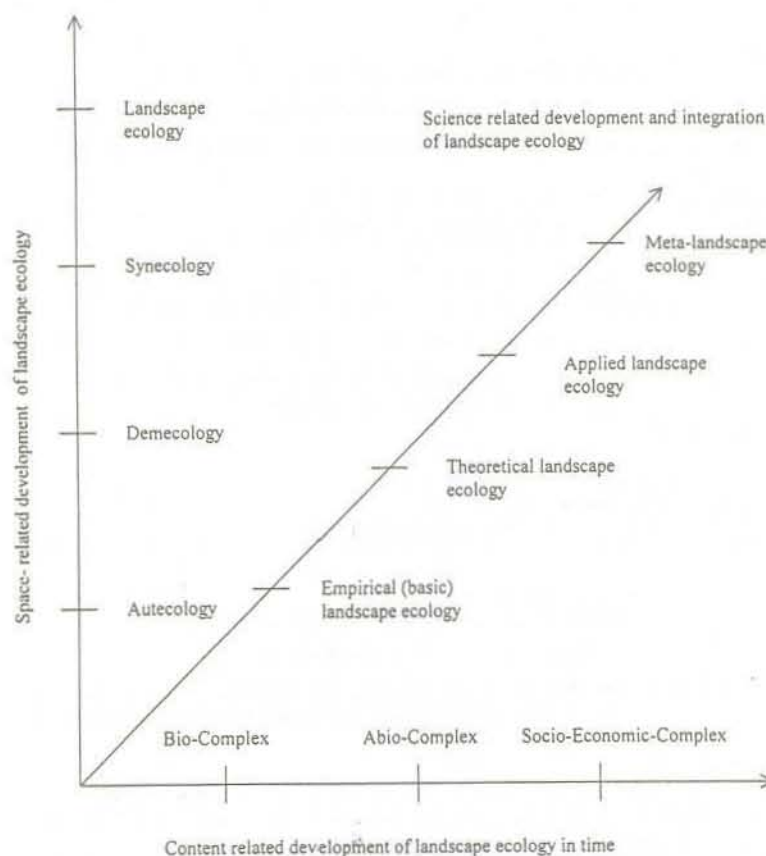 Landscape
ecology
Science related development and integration
of landscape ecology
Meta-landscape
ecology
Synecology
Applied landscape
ecology
Demecology
Theoretical landscape
ecology
Empirical (basic)
landscape ecology
Autecology
Space- related development of landscape ecology
Bio-Complex
Abio-Complex
Socio-Economic-Complex
Content related development of landscape ecology in time